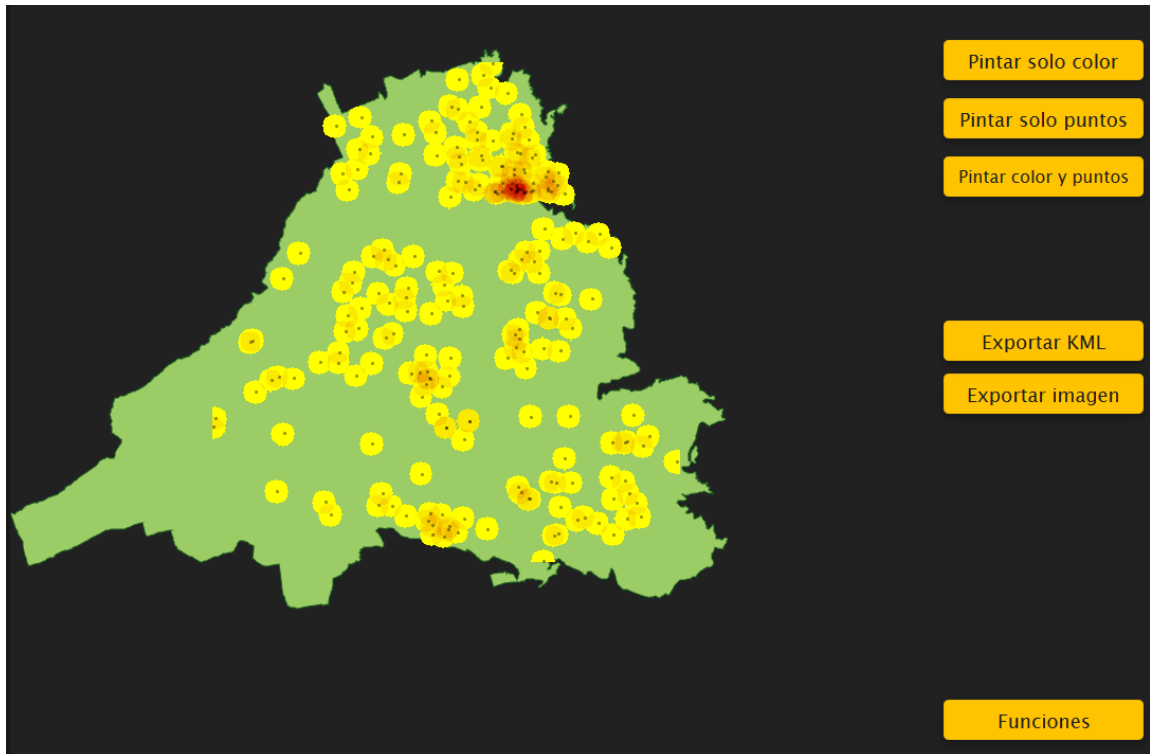 Pintar solo color
Pintar solo puntos
Pintar color y puntos
Exportar KML
Exportar imagen
Funciones